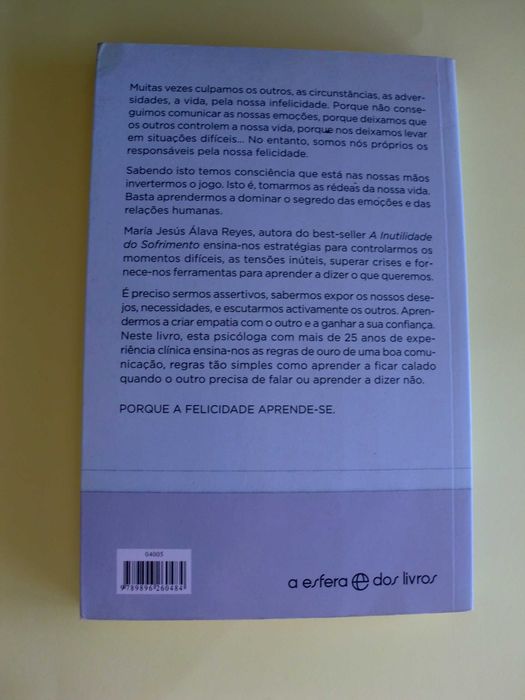 Muitas vezes culpamos os outros, as circunstâncias, as adver-
sidades, a vida, pela nossa infelicidade. Porque não conse-
guimos comunicar as nossas emoções, porque deixamos que
os outros controlem a nossa vida, porque nos deixamos levar
em situações difíceis... No entanto, somos nós próprios os
responsáveis pela nossa felicidade.
Sabendo isto temos consciência que está nas nossas mãos
invertermos o jogo. Isto é, tomarmos as rédeas da nossa vida.
Basta aprendermos a dominar o segredo das emoções e das
relações humanas.
María Jesús Álava Reyes, autora do best-seller A Inutilidade
do Sofrimento ensina-nos estratégias para controlarmos os
momentos difíceis, as tensões inúteis, superar crises e for-
nece-nos ferramentas para aprender a dizer o que queremos.
É preciso sermos assertivos, sabermos expor os nossos dese-
jos, necessidades, e escutarmos activamente os outros. Apren-
dermos a criar empatia com o outro e a ganhar a sua confiança.
Neste livro, esta psicóloga com mais de 25 anos de expe-
riência clínica ensina-nos as regras de ouro de uma boa comu-
nicação, regras tão simples como aprender a ficar calado
quando o outro precisa de falar ou aprender a dizer não.
PORQUE A FELICIDADE APRENDE-SE.
04005
9789896260484
a esfera dos livros